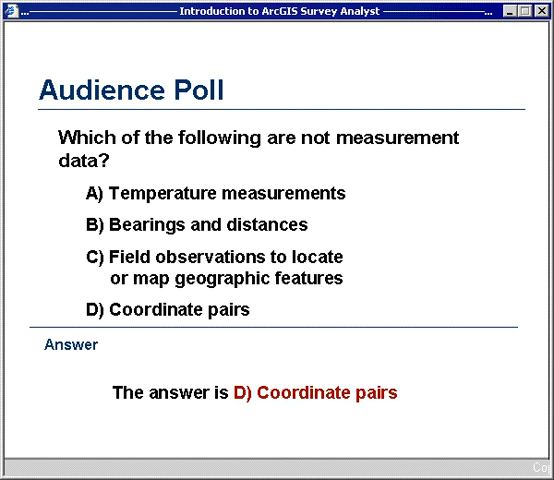 ... Introduction to ArcGIS Survey Analyst ...
Audience Poll
Which of the following are not measurement
data?
A) Temperature measurements
B) Bearings and distances
C) Field observations to locate
or map geographic features
D) Coordinate pairs
Answer
The answer is D) Coordinate pairs